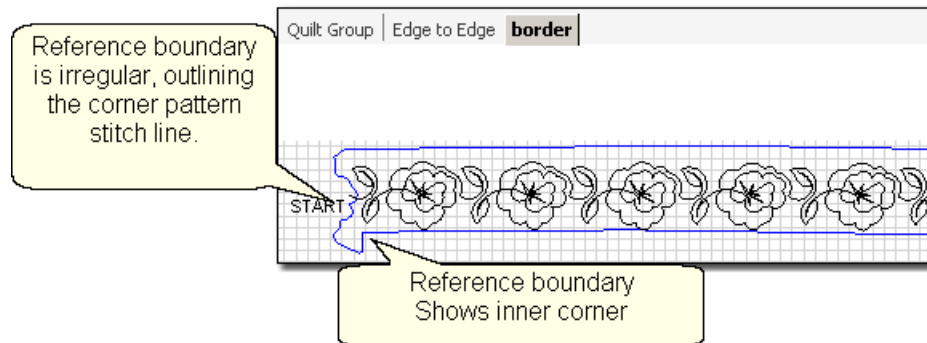 Quilt Group Edge to Edge border
Reference boundary
is irregular, outlining
the corner pattern
stitch line.
START
Reference boundary
Shows inner corner